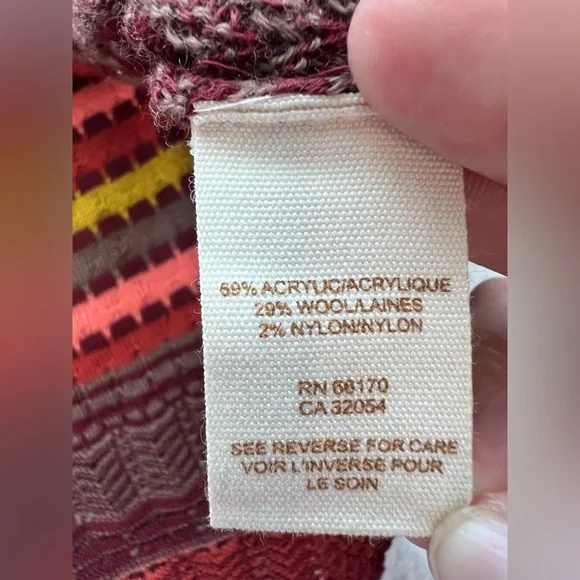 69% ACRYLIC/ACRYLIQUE
29% WOOL/LAINES
2% NYLON/NYLON
RN 66170
CA 32054
SEE REVERSE FOR CARE
VOIR L'INVERSE POUR
LE SOIN